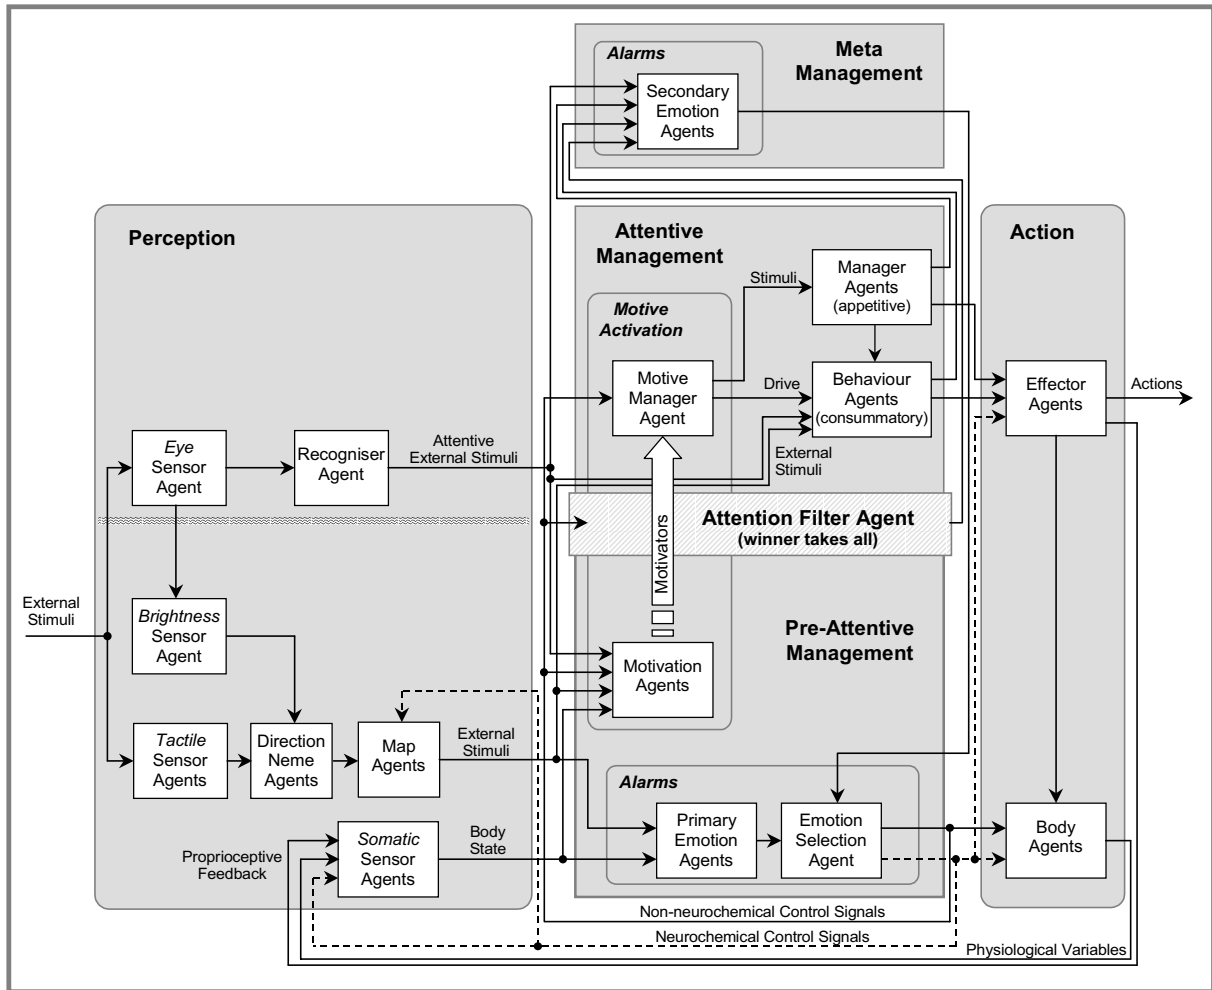 Alarms
Meta
Management
Secondary
Emotion
Agents
Perception
Attentive
Management
Action
Stimuli
Manager
Agents
(appetitive)
Motive
Activation
Motive
Manager
Agent
Drive
Behaviour
Agents
(consummatory)
Effector
Agents
Actions
Eye
Sensor
Agent
Recogniser
Agent
Attentive
External Stimuli
External
Stimuli
Attention Filter Agent
(winner takes all)
Motivators
External
Stimuli
Brightness
Sensor
Agent
Pre-Attentive
Management
Motivation
Agents
Tactile
Sensor
Agents
Direction
Neme
Agents
Map
Agents
External
Stimuli
Alarms
Primary
Emotion
Agents
Emotion
Selection
Agent
Body
Agents
Proprioceptive
Feedback
Somatic
Sensor
Agents
Body
State
Non-neurochemical Control Signals
Neurochemical Control Signals
Physiological Variables